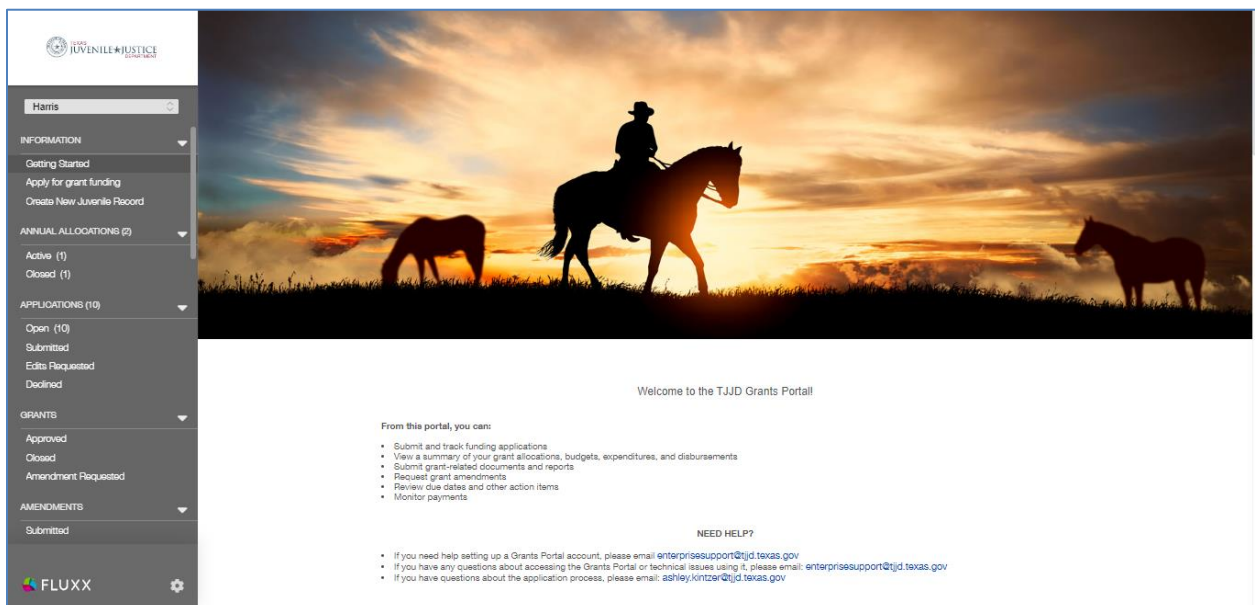 TEXAS
JUVENILE★JUSTICE
DEPARTMENT
Harris
INFORMATION
Getting Started
Apply for grant funding
Create New Juvenile Record
ANNUAL ALLOCATIONS (2)
Active (1)
Closed (1)
APPLICATIONS (10)
Open (10)
Submitted
Edits Requested
Declined
GRANTS
Approved
Closed
Amendment Requested
AMENDMENTS
Submitted
FLUXX
Welcome to the TJJD Grants Portal!
From this portal, you can:
• Submit and track funding applications
• View a summary of your grant allocations, budgets, expenditures, and disbursements
• Submit grant-related documents and reports
• Request grant amendments
• Review due dates and other action items
• Monitor payments
NEED HELP?
• If you need help setting up a Grants Portal account, please email enterprisesupport@tjjd.texas.gov
• If you have any questions about accessing the Grants Portal or technical issues using it, please email: enterprisesupport@tjjd.texas.gov
• If you have questions about the application process, please email: ashley.kintzer@tjjd.texas.gov